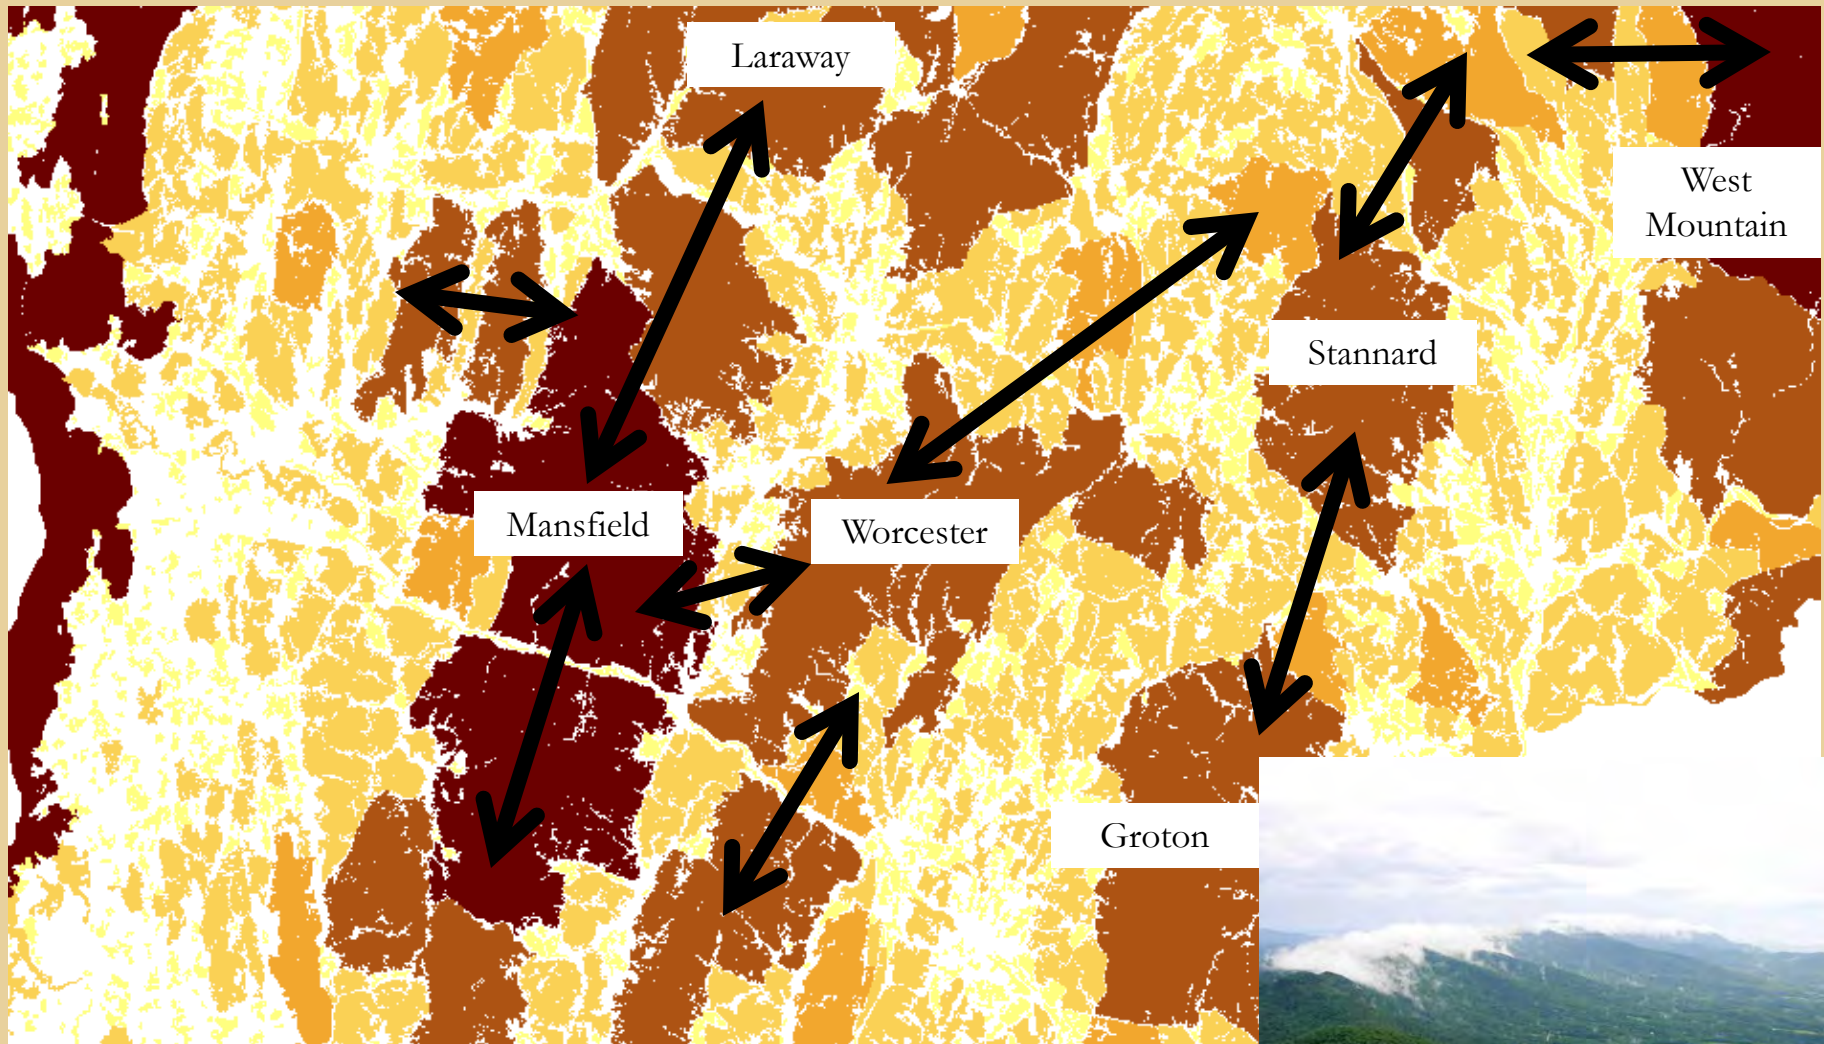 Laraway
West
Mountain
Stannard
Mansfield
Worcester
Groton